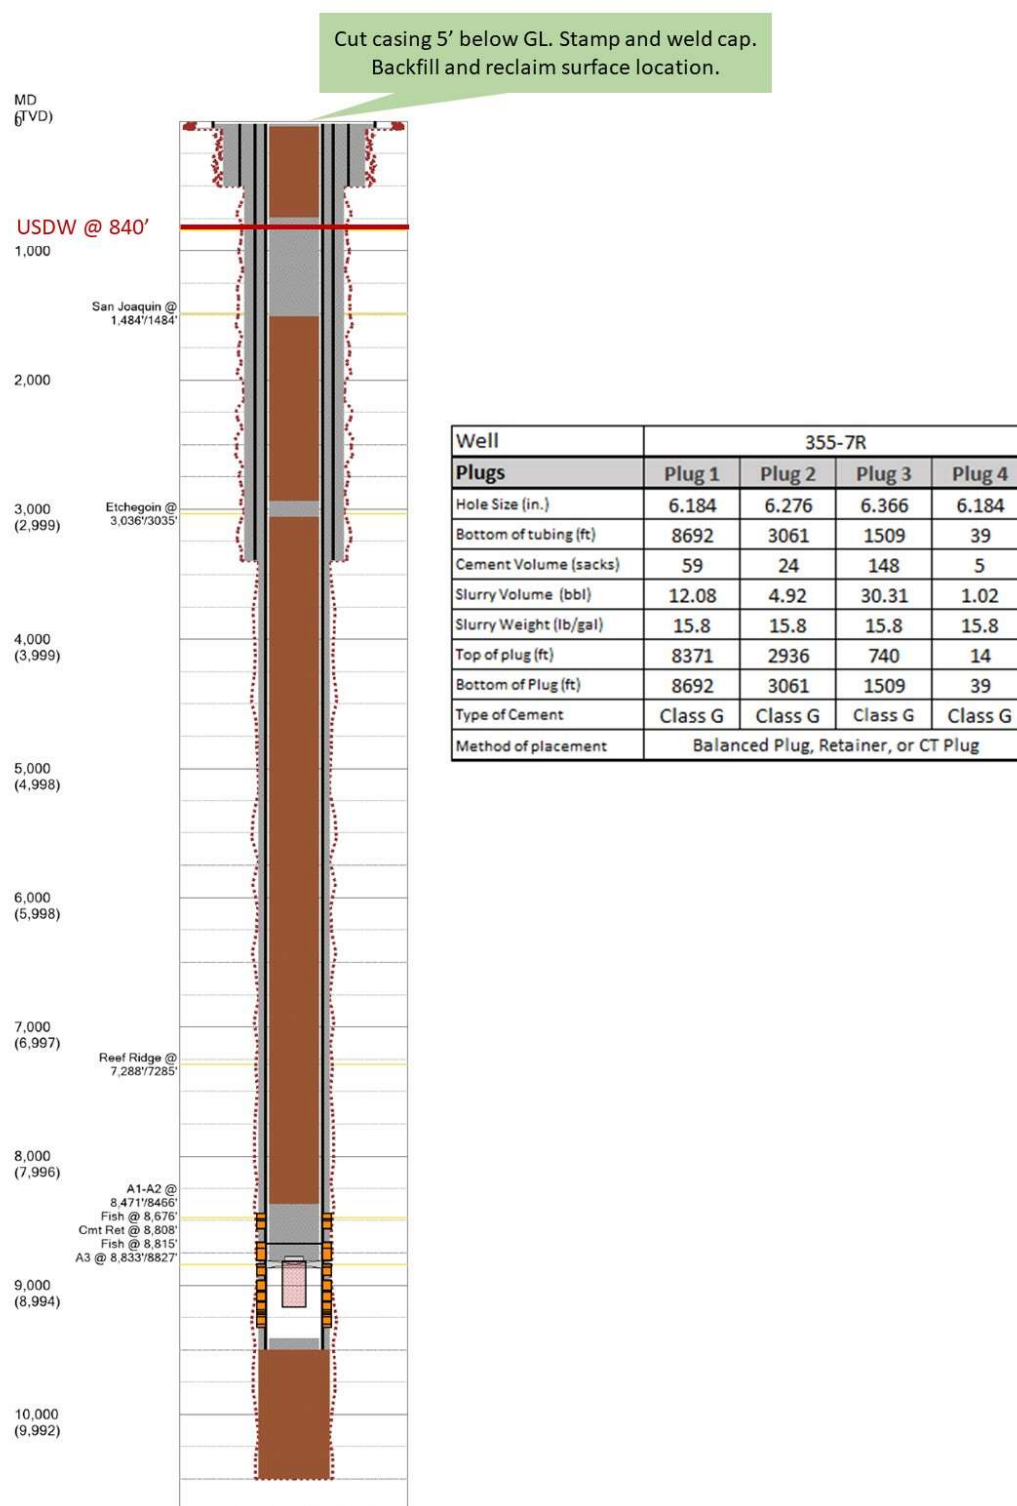 Cut casing 5’ below GL. Stamp and weld cap.
Backfill and reclaim surface location.
MD
(TVD)
0
USDW @ 840’
1,000
San Joaquin @
1,484'/1484'
2,000
Etchegoin @
3,036'/3035'
3,000
(2,999)
4,000
(3,999)
5,000
(4,998)
6,000
(5,998)
7,000
(6,997)
Reef Ridge @
7,288'/7285'
8,000
(7,996)
A1-A2 @
8,471'/8466'
Fish @ 8,676'
Cmt Ret @ 8,808'
Fish @ 8,815'
A3 @ 8,833'/8827'
9,000
(8,994)
10,000
(9,992)
Well 355-7R
Plugs Plug 1 Plug 2 Plug 3 Plug 4
Hole Size (in.) 6.184 6.276 6.366 6.184
Bottom of tubing (ft) 8692 3061 1509 39
Cement Volume (sacks) 59 24 148 5
Slurry Volume (bbl) 12.08 4.92 30.31 1.02
Slurry Weight (lb/gal) 15.8 15.8 15.8 15.8
Top of plug (ft) 8371 2936 740 14
Bottom of Plug (ft) 8692 3061 1509 39
Type of Cement Class G Class G Class G Class G
Method of placement Balanced Plug, Retainer, or CT Plug